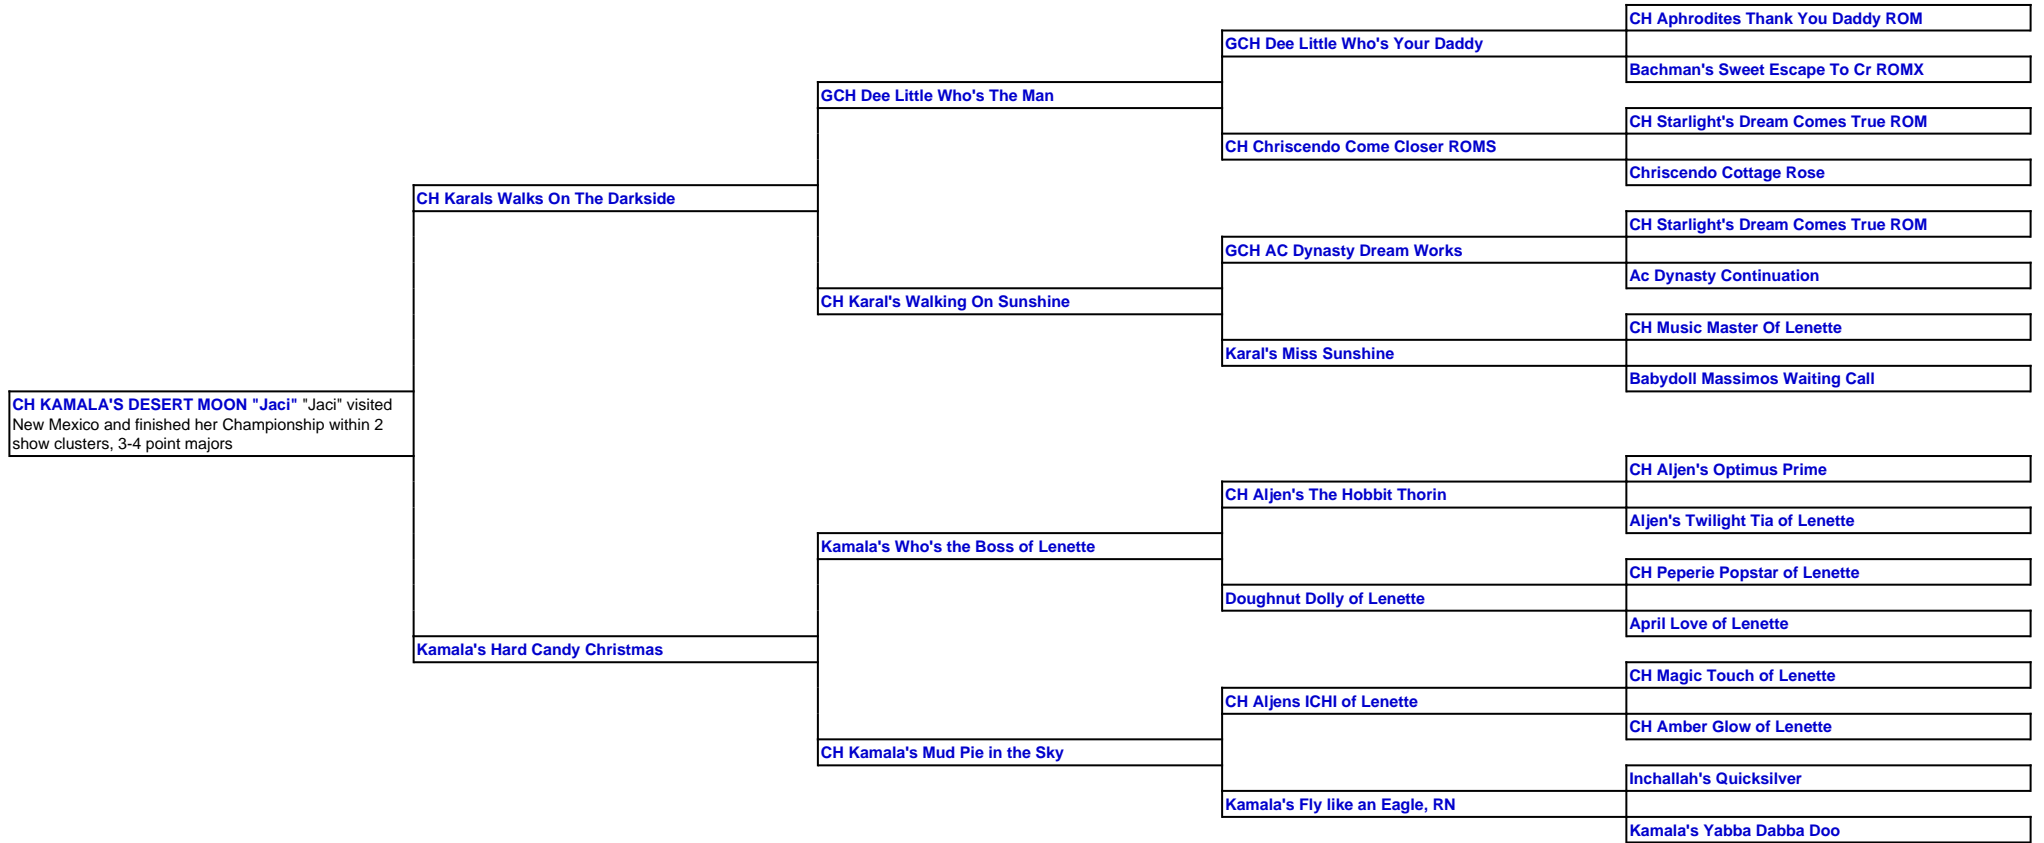 CH Aphrodites Thank You Daddy ROM
GCH Dee Little Who's Your Daddy
Bachman's Sweet Escape To Cr ROMX
GCH Dee Little Who's The Man
CH Starlight's Dream Comes True ROM
CH Chriscendo Come Closer ROMS
Chriscendo Cottage Rose
CH Karals Walks On The Darkside
CH Starlight's Dream Comes True ROM
GCH AC Dynasty Dream Works
Ac Dynasty Continuation
CH Karal's Walking On Sunshine
CH Music Master Of Lenette
Karal's Miss Sunshine
Babydoll Massimos Waiting Call
CH KAMALA'S DESERT MOON "Jaci" "Jaci" visited
New Mexico and finished her Championship within 2
show clusters, 3-4 point majors
CH Aljen's Optimus Prime
CH Aljen's The Hobbit Thorin
Aljen's Twilight Tia of Lenette
Kamala's Who's the Boss of Lenette
CH Peperie Popstar of Lenette
Doughnut Dolly of Lenette
April Love of Lenette
Kamala's Hard Candy Christmas
CH Magic Touch of Lenette
CH Aljens ICHI of Lenette
CH Amber Glow of Lenette
CH Kamala's Mud Pie in the Sky
Inchallah's Quicksilver
Kamala's Fly like an Eagle, RN
Kamala's Yabba Dabba Doo